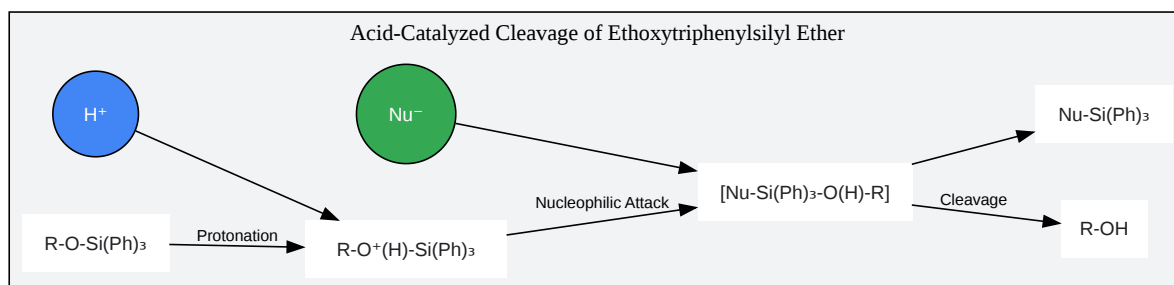 Acid-Catalyzed Cleavage of Ethoxytriphenylsilyl Ether
H⁺
Nu⁻
Nu-Si(Ph)₃
[Nu-Si(Ph)₃-O(H)-R]
Nucleophilic Attack
Cleavage
R-O-Si(Ph)₃
Protonation
R-O⁺(H)-Si(Ph)₃
R-OH